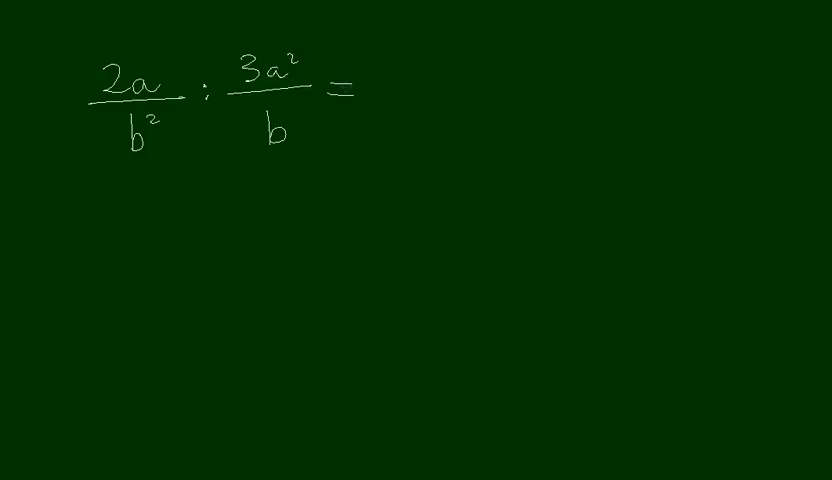 2a/b² : 3a²/b =